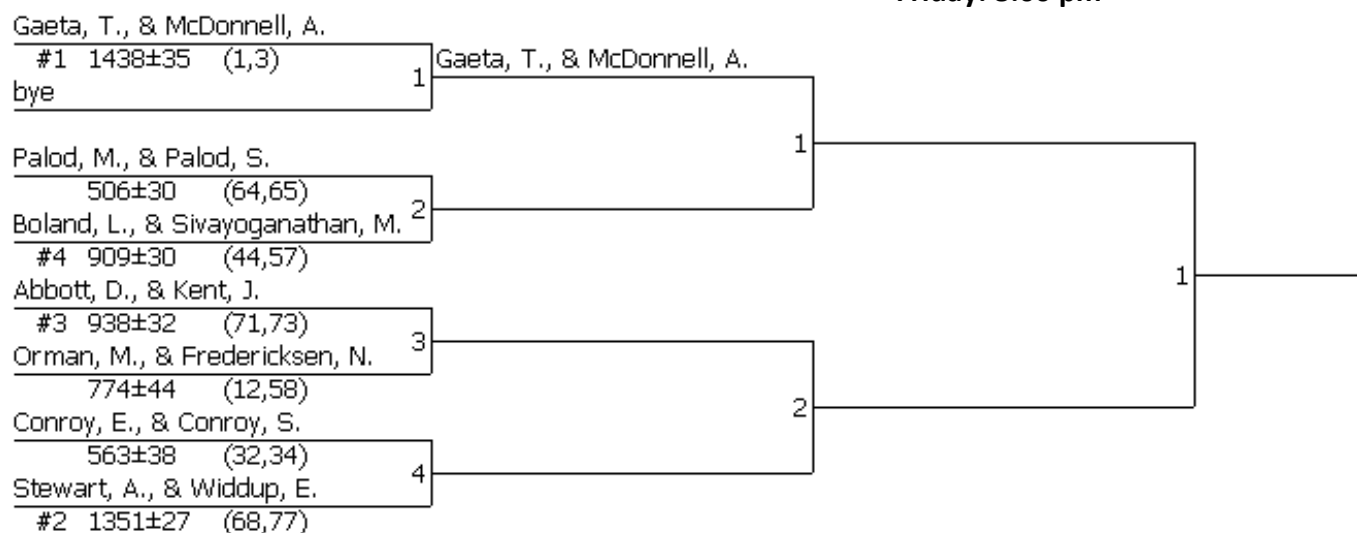 pm
Gaeta, T., & McDonnell, A.
#1 1438±35 (1,3)
1
Gaeta, T., & McDonnell, A.
bye
1
Palod, M., & Palod, S.
506±30 (64,65)
2
Boland, L., & Sivayoganathan, M.
#4 909±30 (44,57)
1
Abbott, D., & Kent, J.
#3 938±32 (71,73)
3
Orman, M., & Fredericksen, N.
774±44 (12,58)
2
Conroy, E., & Conroy, S.
563±38 (32,34)
4
Stewart, A., & Widdup, E.
#2 1351±27 (68,77)